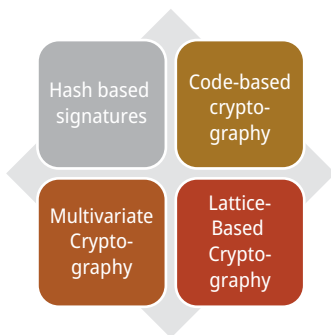 Hash based
signatures
Code-based
crypto-
graphy
Multivariate
Crypto-
graphy
Lattice-
Based
Crypto-
graphy